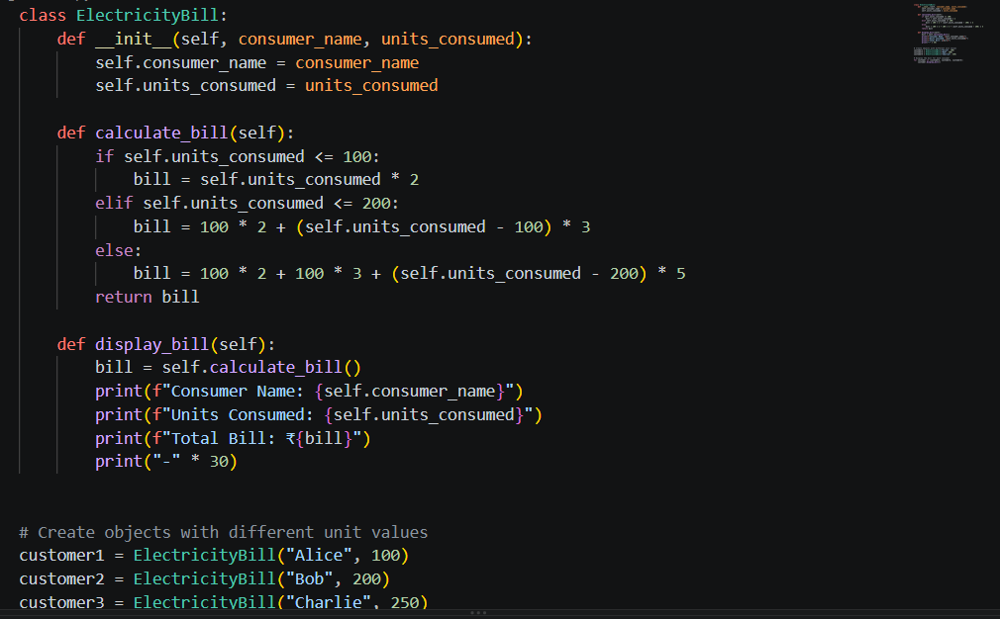 class ElectricityBill:
    def __init__(self, consumer_name, units_consumed):
        self.consumer_name = consumer_name
        self.units_consumed = units_consumed

    def calculate_bill(self):
        if self.units_consumed <= 100:
            bill = self.units_consumed * 2
        elif self.units_consumed <= 200:
            bill = 100 * 2 + (self.units_consumed - 100) * 3
        else:
            bill = 100 * 2 + 100 * 3 + (self.units_consumed - 200) * 5
        return bill

    def display_bill(self):
        bill = self.calculate_bill()
        print(f"Consumer Name: {self.consumer_name}")
        print(f"Units Consumed: {self.units_consumed}")
        print(f"Total Bill: ₹{bill}")
        print("-" * 30)


# Create objects with different unit values
customer1 = ElectricityBill("Alice", 100)
customer2 = ElectricityBill("Bob", 200)
customer3 = ElectricityBill("Charlie", 250)